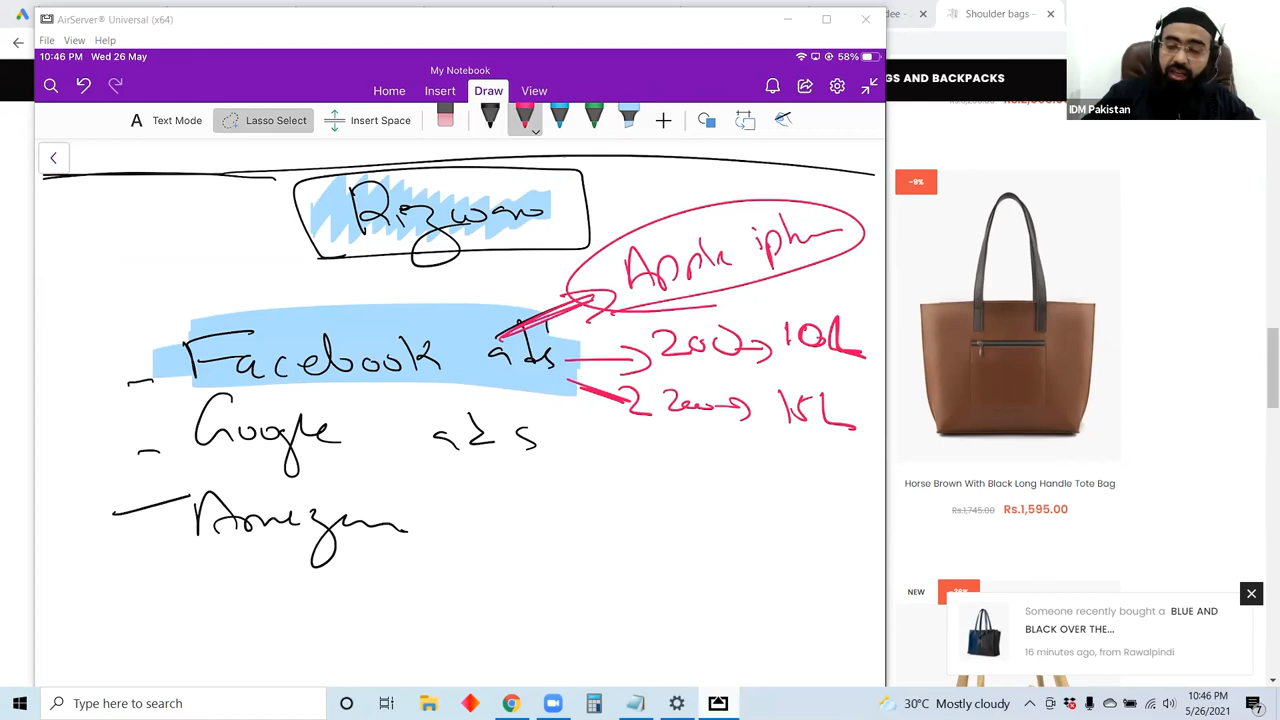 AirServer® Universal (x64)
File View Help
10:46 PM Wed 26 May
58%
My Notebook
Home Insert Draw View
Text Mode Lasso Select Insert Space
Rizwan
Apple iph
Facebook ads
200 → 10L
2 200 → 15L
Google ads
Amazon
Shoulder bags -
GS AND BACKPACKS
IDM Pakistan
-9%
Horse Brown With Black Long Handle Tote Bag
Rs.1,745.00 Rs.1,595.00
NEW
Someone recently bought a BLUE AND
BLACK OVER THE...
16 minutes ago, from Rawalpindi
Type here to search
30°C Mostly cloudy
10:46 PM
5/26/2021
7